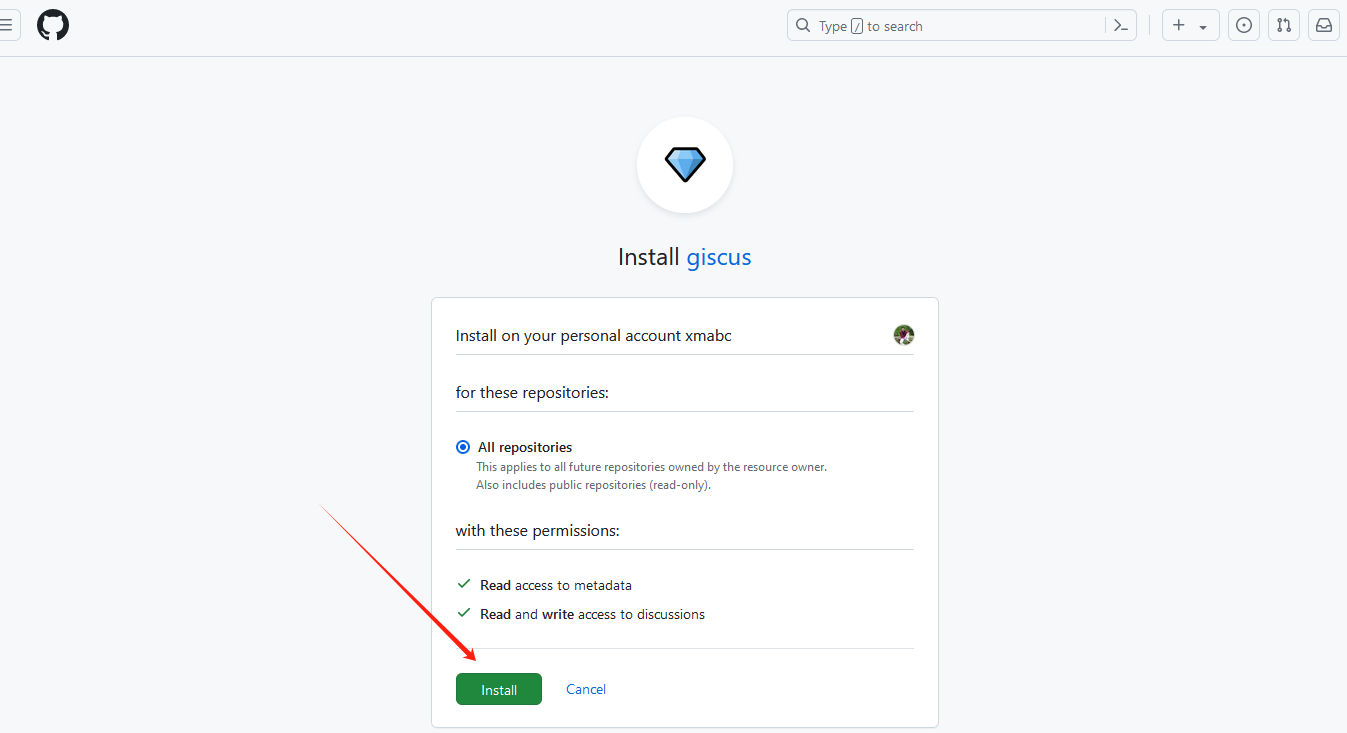 Type / to search
Install giscus
Install on your personal account xmabc
for these repositories:
All repositories
This applies to all future repositories owned by the resource owner.
Also includes public repositories (read-only).
with these permissions:
Read access to metadata
Read and write access to discussions
Install Cancel